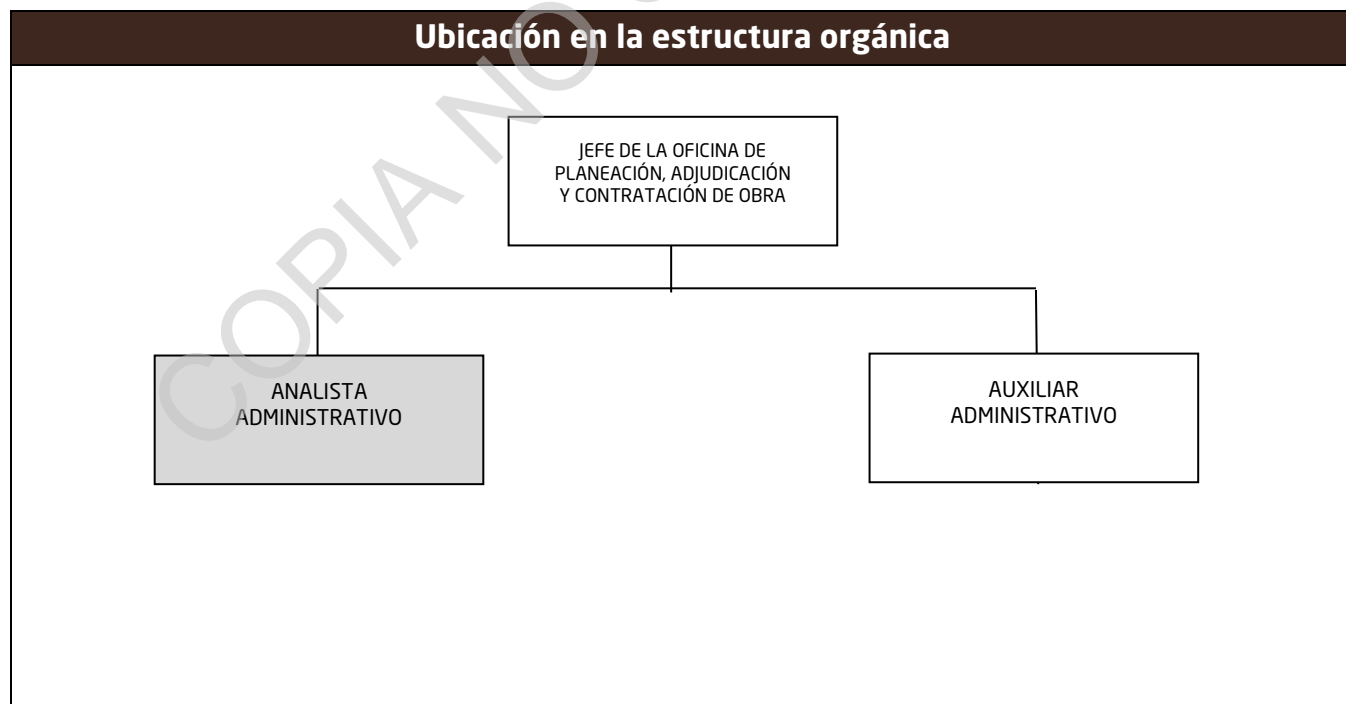 Ubicación en la estructura orgánica
JEFE DE LA OFICINA DE
PLANEACIÓN, ADJUDICACIÓN
Y CONTRATACIÓN DE OBRA
ANALISTA
ADMINISTRATIVO
AUXILIAR
ADMINISTRATIVO
COPIA NO